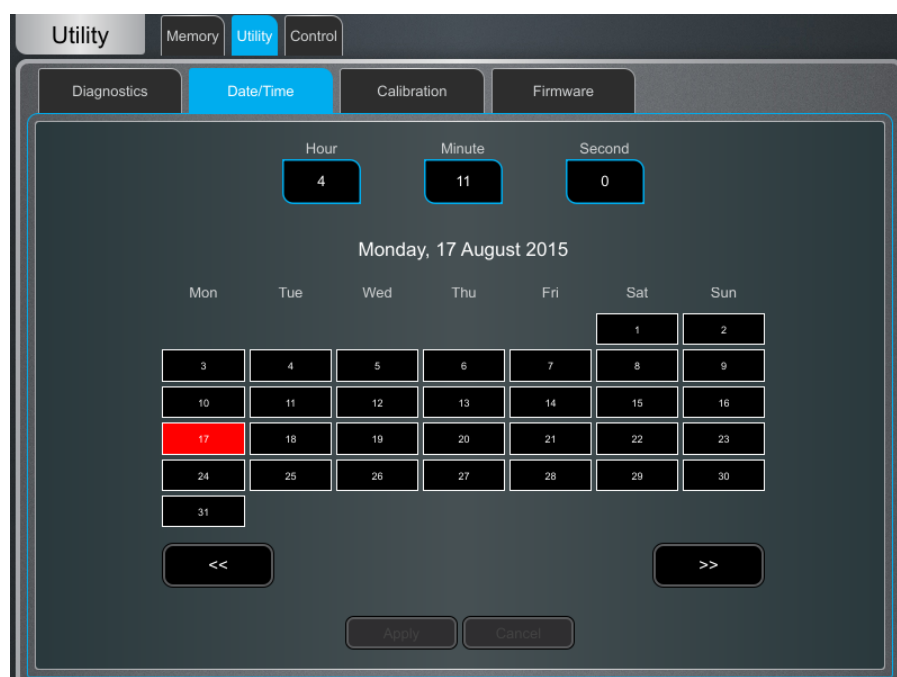 Utility Memory Utility Control
Diagnostics Date/Time Calibration Firmware
Hour Minute Second
4 11 0
Monday, 17 August 2015
Mon Tue Wed Thu Fri Sat Sun
1 2
3 4 5 6 7 8 9
10 11 12 13 14 15 16
17 18 19 20 21 22 23
24 25 26 27 28 29 30
31
<< >>
Apply Cancel